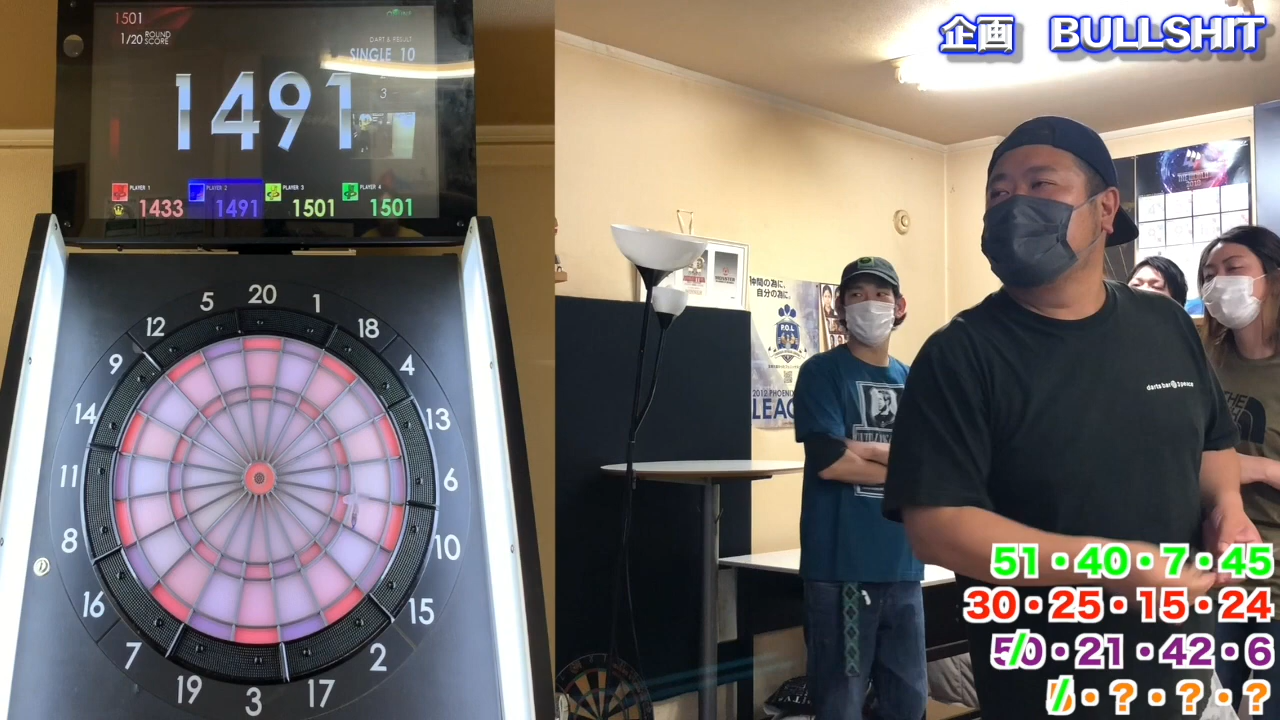 1501
1/20 ROUND SCORE
DART & RESULT
SINGLE 10
3
1491
PLAYER 1
1433
PLAYER 2
1491
PLAYER 3
1501
PLAYER 4
1501
20
1
18
4
13
6
10
15
2
17
3
19
7
16
8
11
14
9
12
5
企画 BULLSHIT
仲間の為に、
自分の為に。
P.O.L
2012 PHOENIX
LEAG
darts bar
THE
51・40・7・45
30・25・15・24
50・21・42・6
・?・?・?